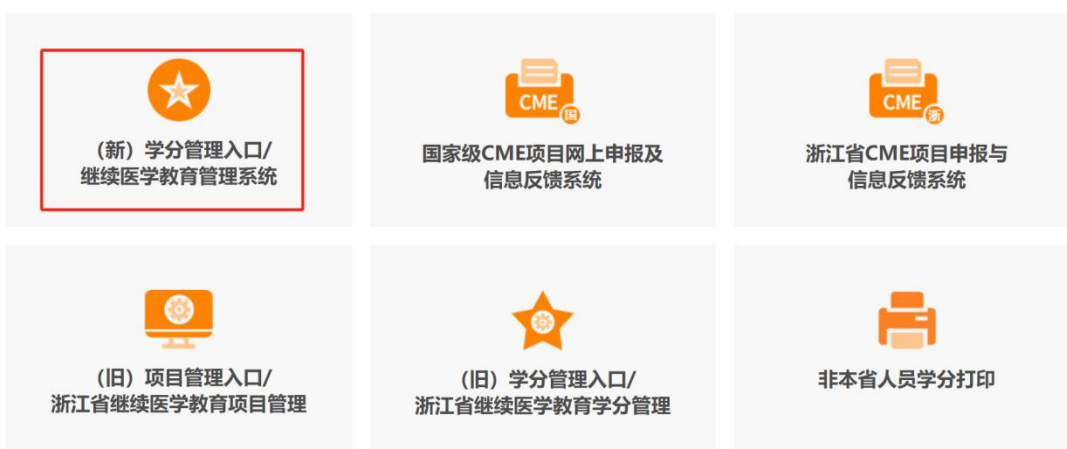 CME 国
CME 浙
（新）学分管理入口/
继续医学教育管理系统
国家级CME项目网上申报及
信息反馈系统
浙江省CME项目申报与
信息反馈系统
（旧）项目管理入口/
浙江省继续医学教育项目管理
（旧）学分管理入口/
浙江省继续医学教育学分管理
非本省人员学分打印